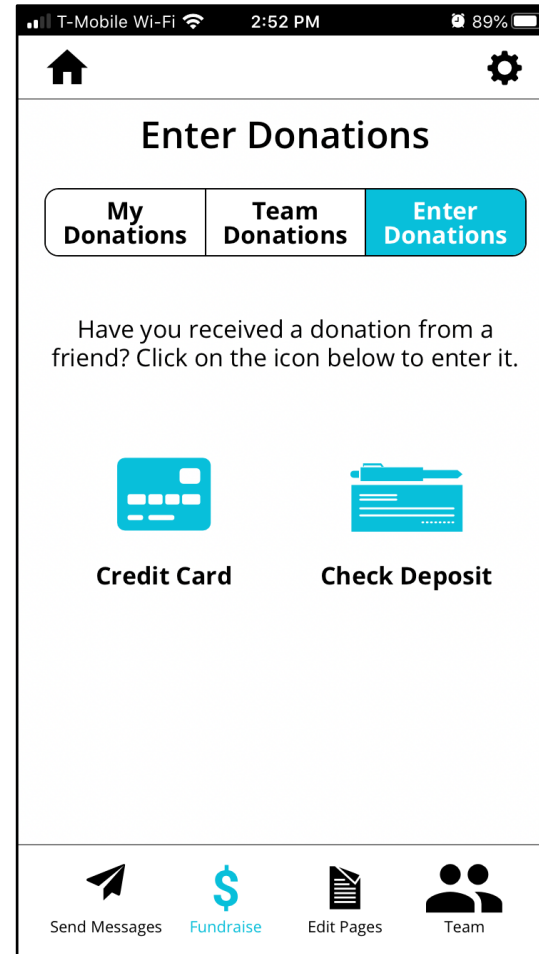 T-Mobile Wi-Fi 2:52 PM 89%
Enter Donations
My Donations
Team Donations
Enter Donations
Have you received a donation from a
friend? Click on the icon below to enter it.
Credit Card Check Deposit
$
Send Messages Fundraise Edit Pages Team